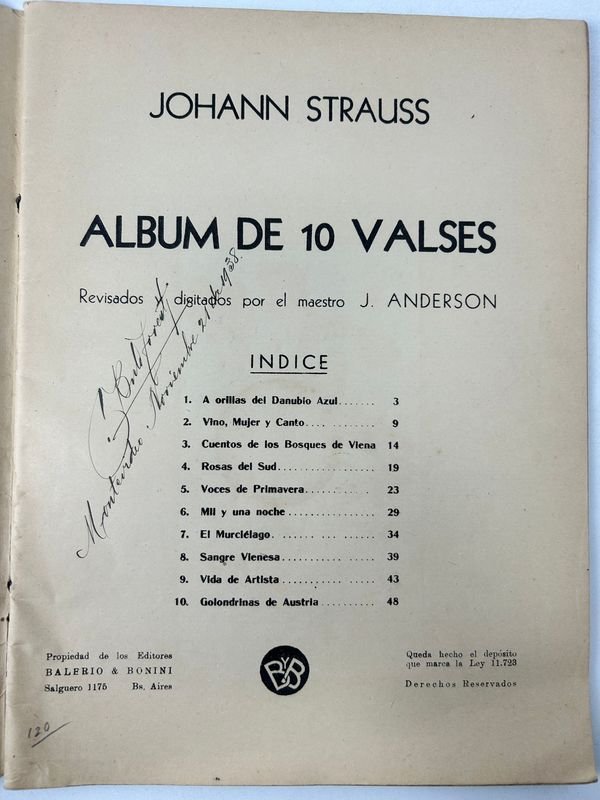 JOHANN STRAUSS
ALBUM DE 10 VALSES
Revisados y digitados por el maestro J. ANDERSON
Montevideo, Noviembre 21 de 1938.
INDICE
1. A orillas del Danubio Azul....... 3
2. Vino, Mujer y Canto.... ........ 9
3. Cuentos de los Bosques de Viena 14
4. Rosas del Sud................. 19
5. Voces de Primavera........... . 23
6. Mil y una noche............... 29
7. El Murciélago. ....... ... ..... 34
8. Sangre Vienesa............... 39
9. Vida de Artista............... 43
10. Golondrinas de Austria.......... 48
Propiedad de los Editores
BALERIO & BONINI
Salguero 1175 Bs. Aires
B Y B
Queda hecho el depósito
que marca la Ley 11.723
Derechos Reservados
120